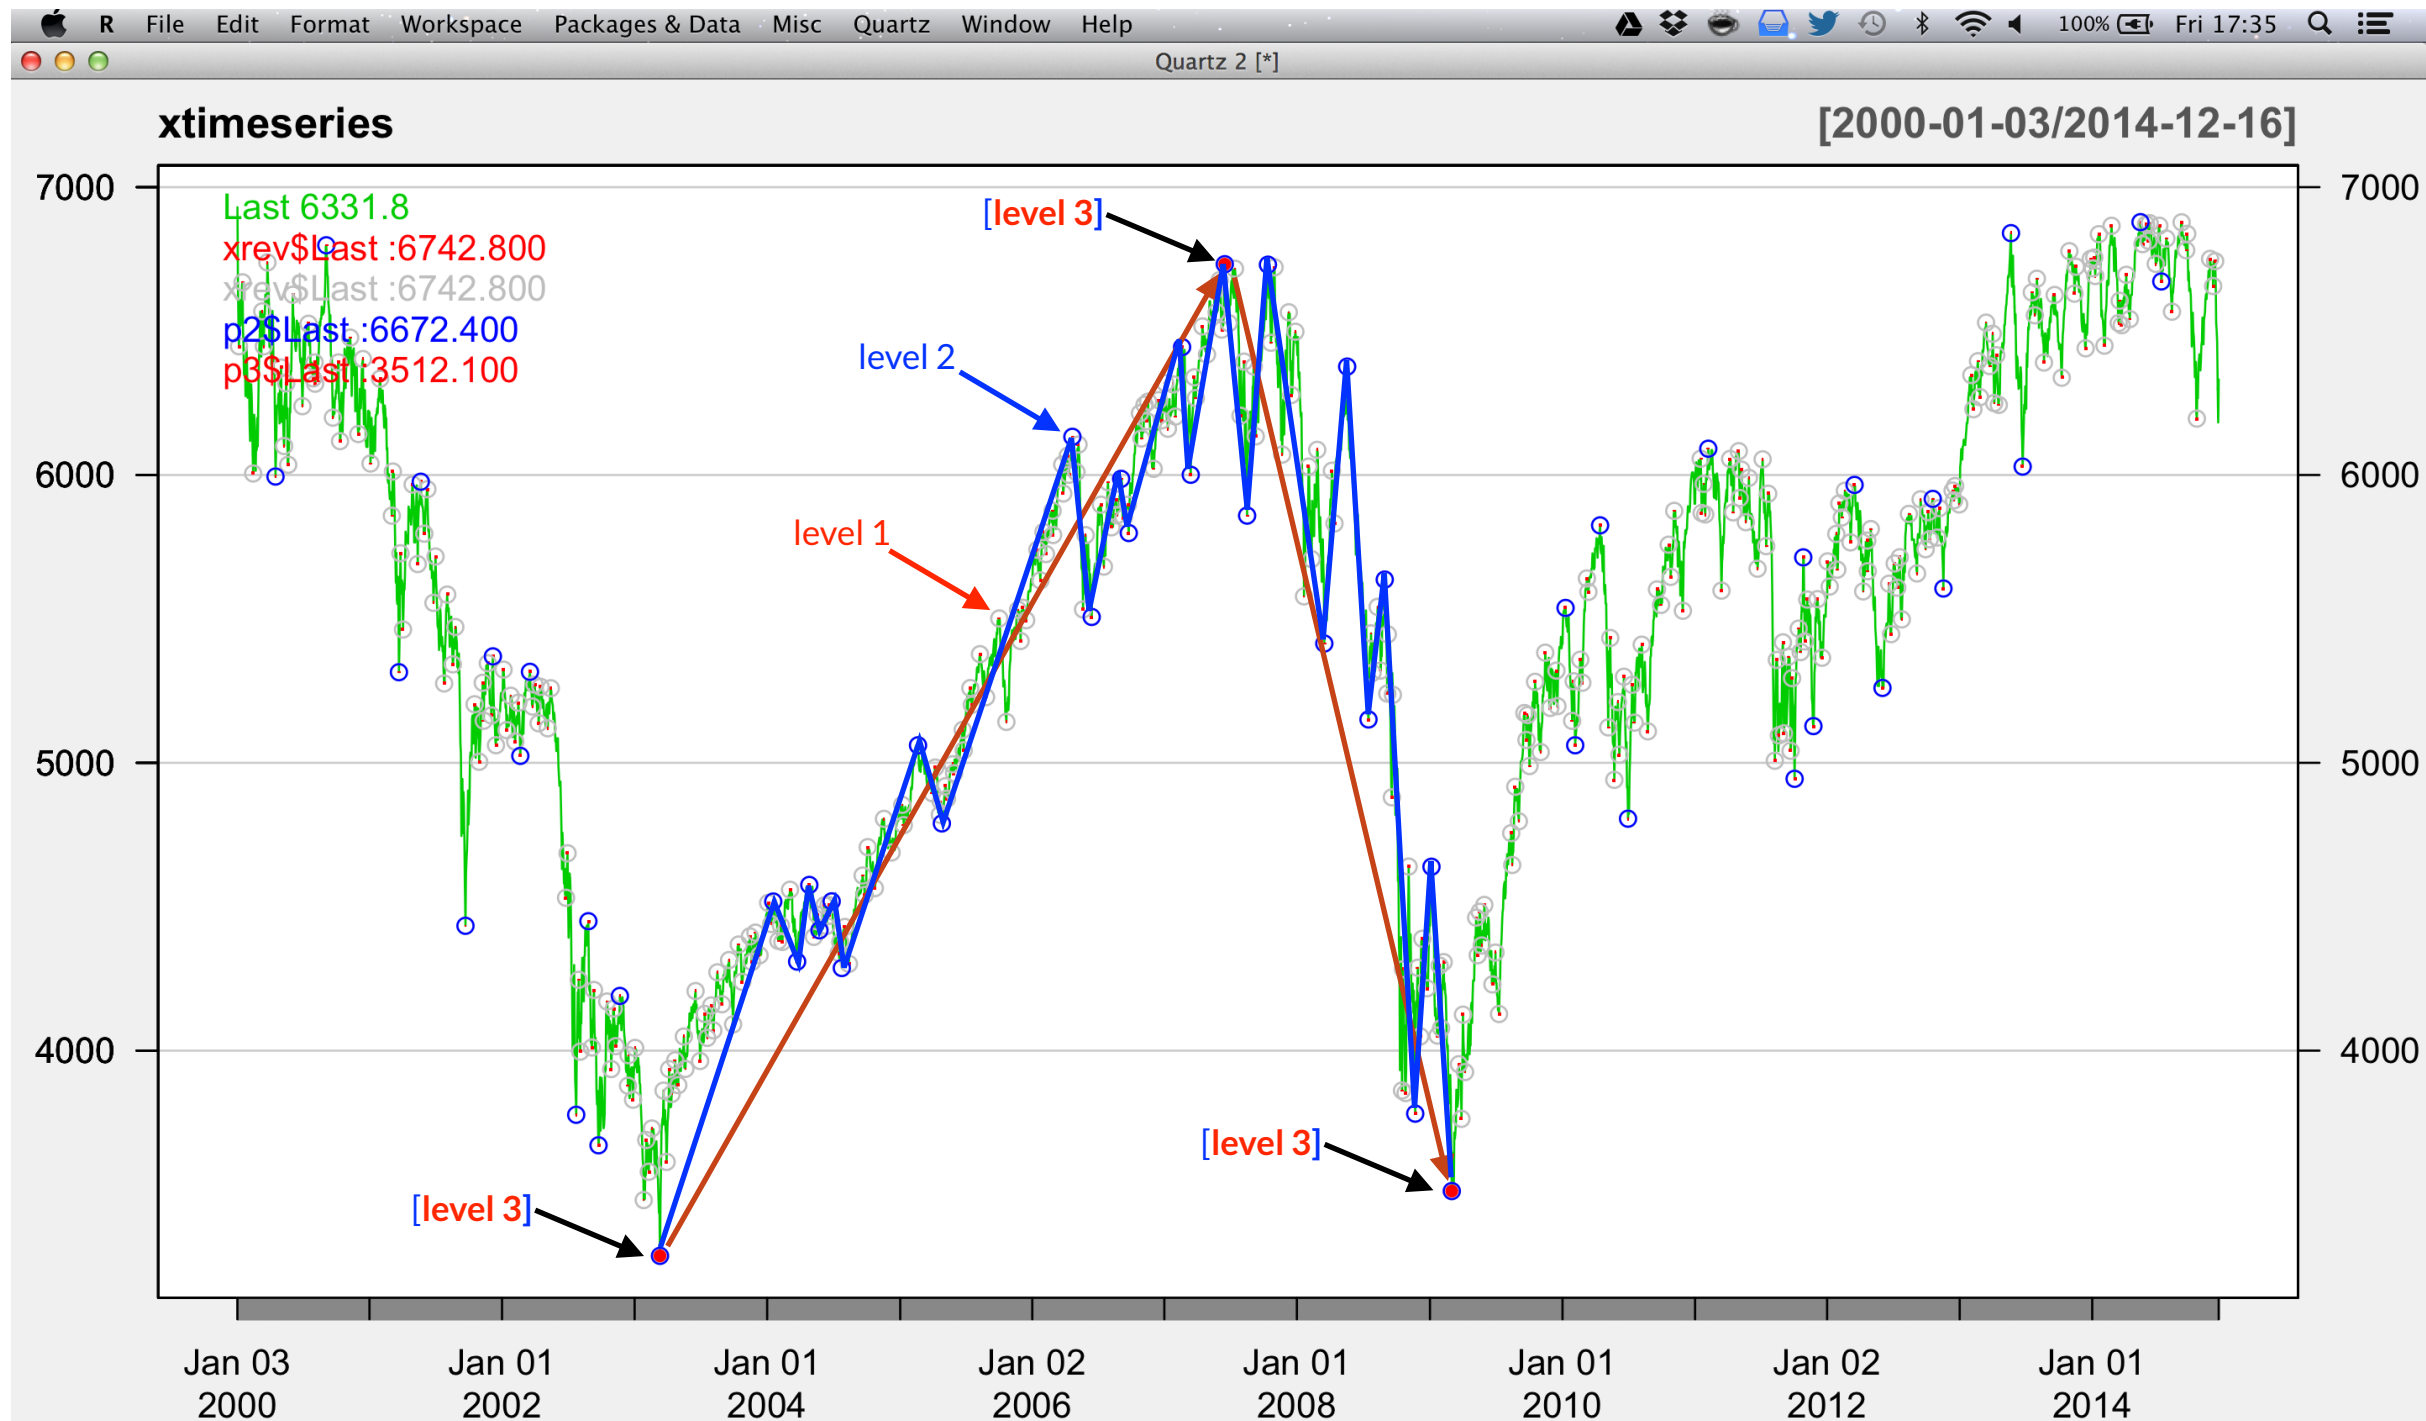 R File Edit Format Workspace Packages & Data Misc Quartz Window Help 100% Fri 17:35
Quartz 2 [*]
xtimeseries [2000-01-03/2014-12-16]
7000 7000
Last 6331.8
xrev$Last :6742.800
xrev$Last :6742.800
p2$Last :6672.400
p3$Last :3512.100
[level 3]
level 2
6000 6000
level 1
5000 5000
4000 4000
[level 3]
[level 3]
Jan 03 Jan 01 Jan 01 Jan 02 Jan 01 Jan 01 Jan 02 Jan 01
2000 2002 2004 2006 2008 2010 2012 2014